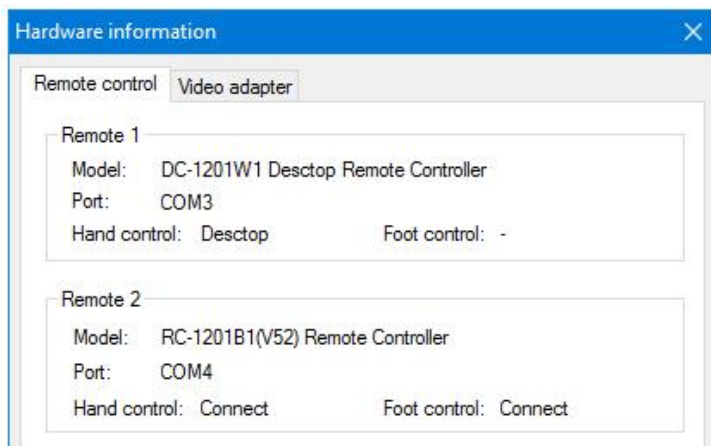 Hardware information
Remote control Video adapter
Remote 1
Model: DC-1201W1 Desctop Remote Controller
Port: COM3
Hand control: Desctop Foot control: -
Remote 2
Model: RC-1201B1(V52) Remote Controller
Port: COM4
Hand control: Connect Foot control: Connect